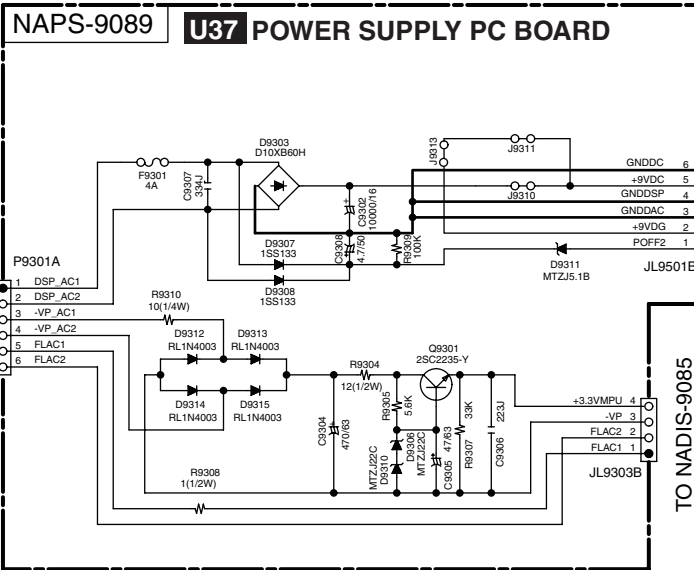 NAPS-9089
U37 POWER SUPPLY PC BOARD
D9303
D10XB60H
F9301
4A
C9307
334J
C9302
10000/16
J9313
J9311
J9310
GNDDC 6
+9VDC 5
GNDDSP 4
GNDDAC 3
+9VDG 2
POFF2 1
JL9501B
D9307
1SS133
D9308
1SS133
C9308
4.7/50
R9309
100K
D9311
MTZJ5.1B
P9301A
1 DSP_AC1
2 DSP_AC2
3 -VP_AC1
4 -VP_AC2
5 FLAC1
6 FLAC2
R9310
10(1/4W)
D9312
RL1N4003
D9313
RL1N4003
D9314
RL1N4003
D9315
RL1N4003
R9304
12(1/2W)
Q9301
2SC2235-Y
C9304
470/63
R9305
5.6K
D9306
MTZJ22C
MTZJ22C
D9310
47/63
C9305
33K
R9307
223J
C9306
R9308
1(1/2W)
+3.3VMPU 4
-VP 3
FLAC2 2
FLAC1 1
JL9303B
TO NADIS-9085